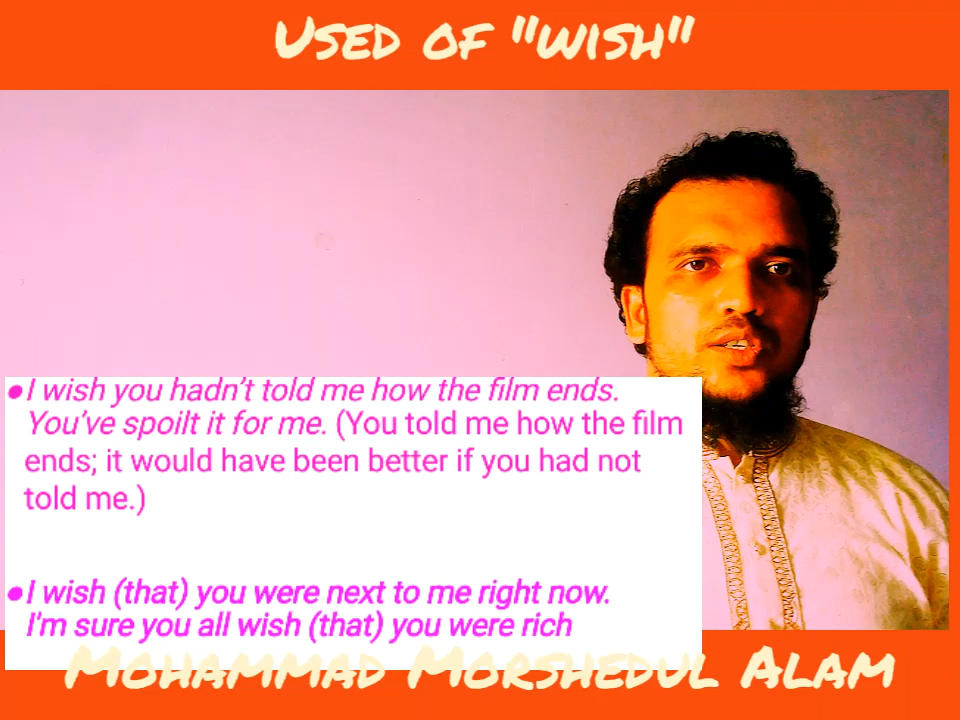 USED OF "WISH"
●I wish you hadn't told me how the film ends.
You've spoilt it for me. (You told me how the film
ends; it would have been better if you had not
told me.)
●I wish (that) you were next to me right now.
I'm sure you all wish (that) you were rich
MOHAMMAD MORSHEDUL ALAM